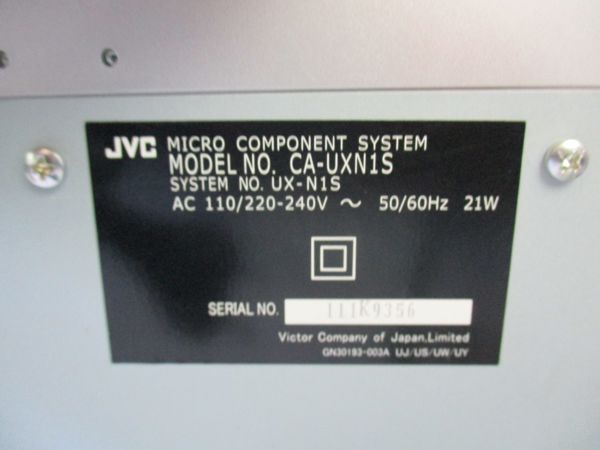 JVC MICRO COMPONENT SYSTEM
MODEL NO. CA-UXN1S
SYSTEM NO. UX-N1S
AC 110/220-240V ～ 50/60Hz 21W
SERIAL NO. 111K9356
Victor Company of Japan,Limited
GN30193-003A UJ/US/UW/UY